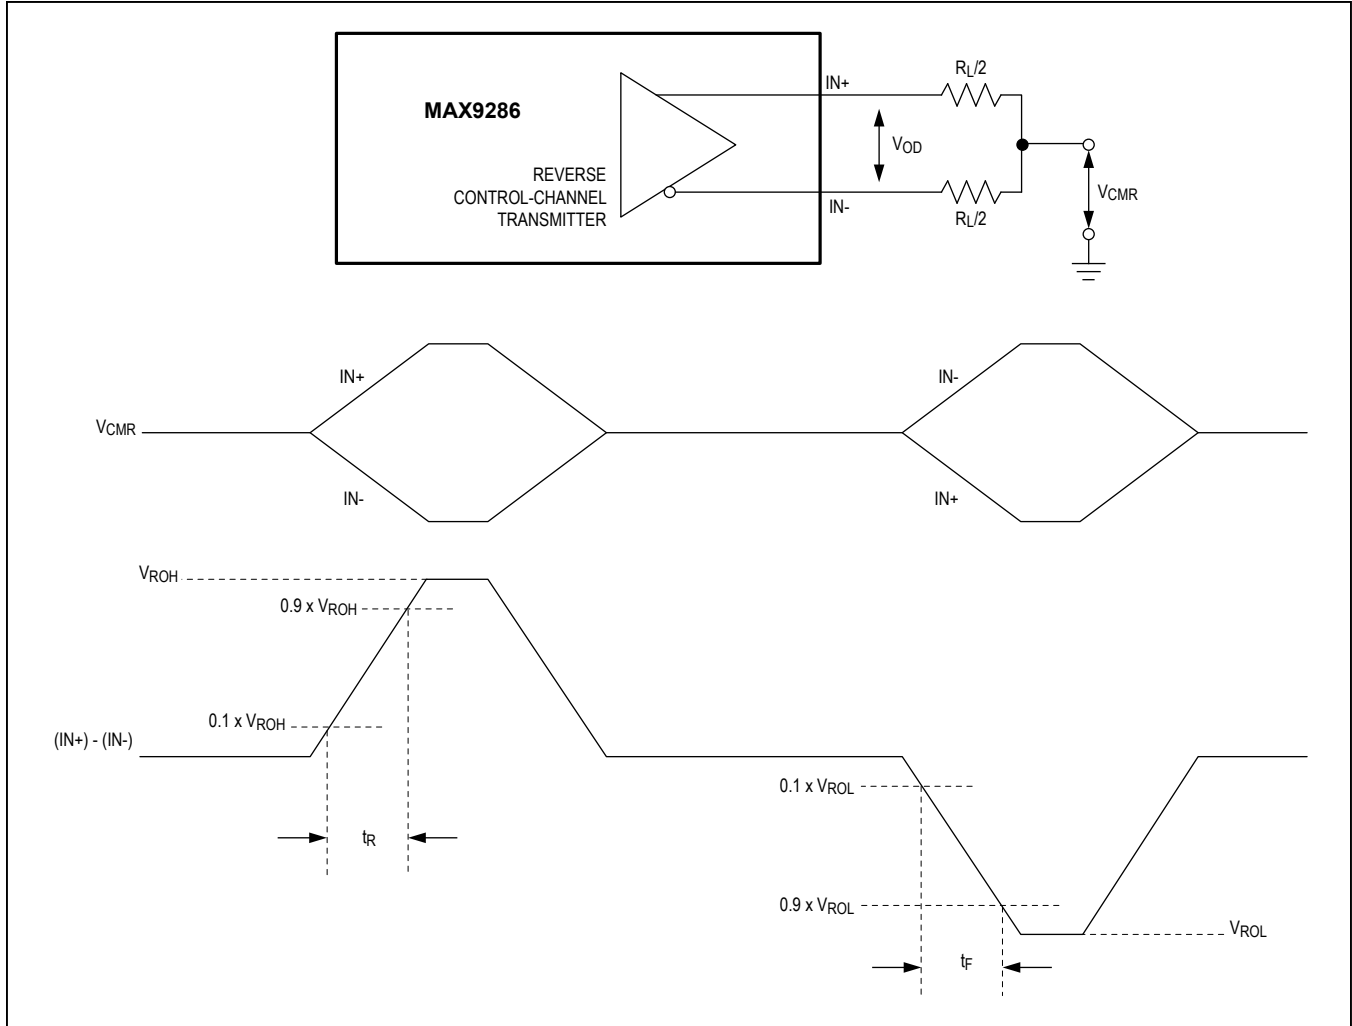 MAX9286
REVERSE
CONTROL-CHANNEL
TRANSMITTER
IN+
RL/2
VOD
IN-
RL/2
VCMR
IN+
IN-
VCMR
IN-
IN+
VROH
0.9 x VROH
0.1 x VROH
(IN+) - (IN-)
tR
0.1 x VROL
0.9 x VROL
VROL
tF